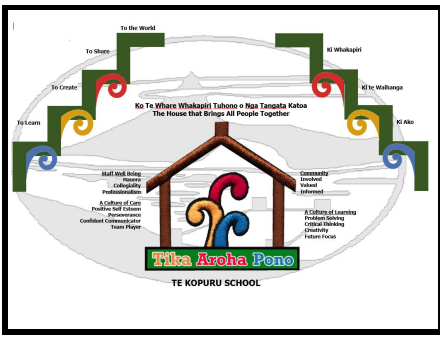 To the World
To Share
To Create
To Learn
Ki Whakapiri
Ki te Waihanga
Ki Ako
Ko Te Whare Whakapiri Tuhono o Nga Tangata Katoa
The House that Brings All People Together
Staff Well Being
Hauora
Collegiality
Professionalism
A Culture of Care
Positive Self Esteem
Perseverance
Confident Communicator
Team Player
Community
Involved
Valued
Informed
A Culture of Learning
Problem Solving
Critical Thinking
Creativity
Future Focus
Tika Aroha Pono
TE KOPURU SCHOOL